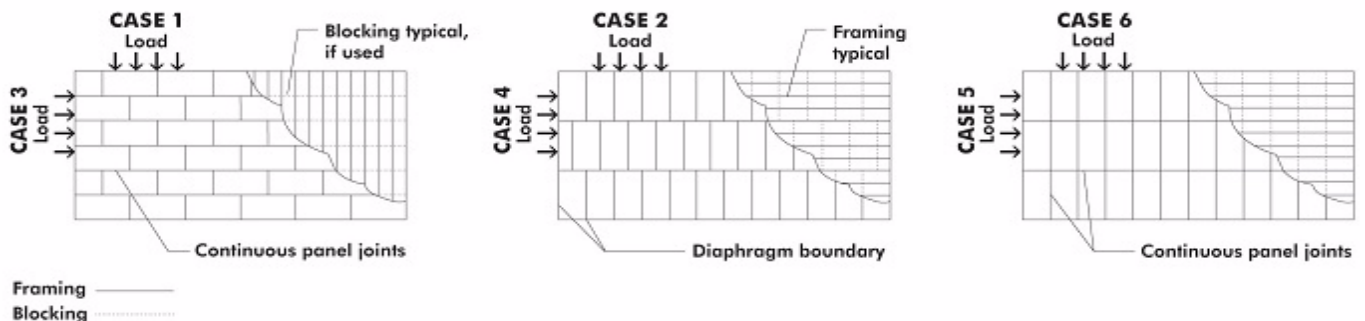 CASE 1
Load
Blocking typical,
if used
CASE 3
Load
Continuous panel joints
CASE 2
Load
Framing
typical
CASE 4
Load
Diaphragm boundary
CASE 6
Load
CASE 5
Load
Continuous panel joints
Framing
Blocking